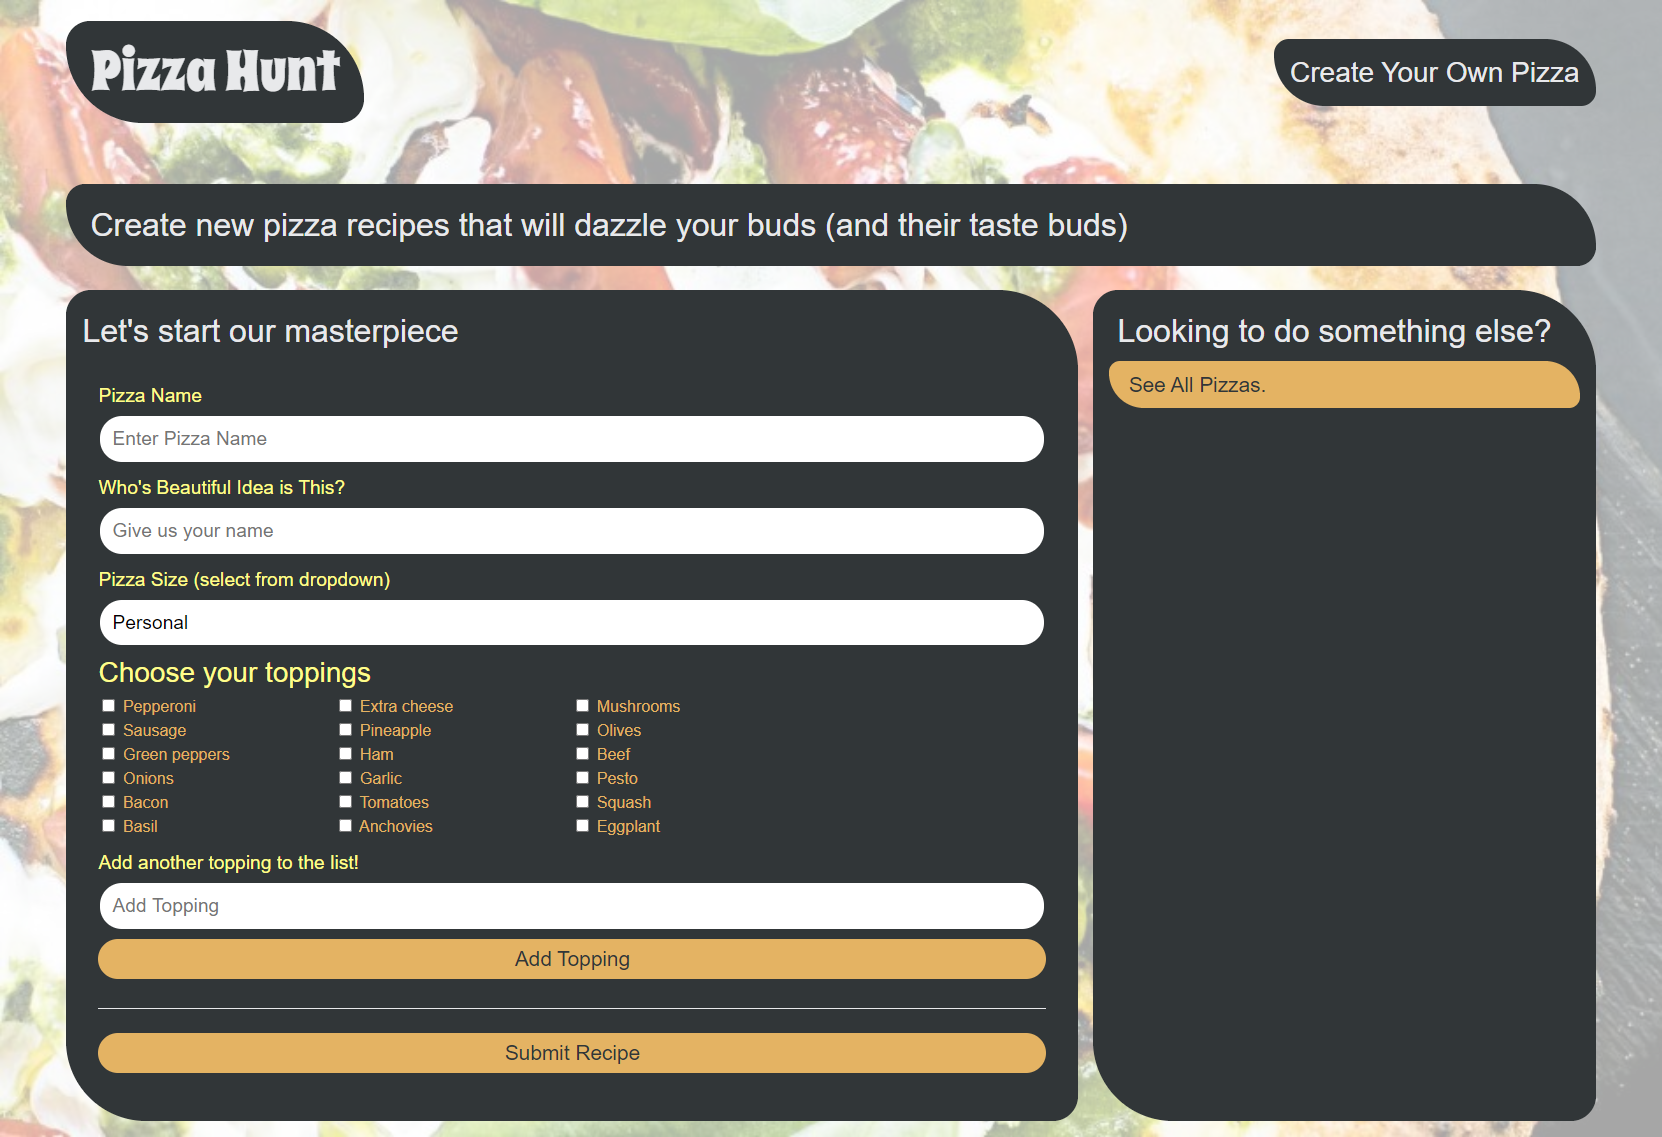 Pizza Hunt
Create Your Own Pizza
Create new pizza recipes that will dazzle your buds (and their taste buds)
Let's start our masterpiece
Pizza Name
Enter Pizza Name
Who's Beautiful Idea is This?
Give us your name
Pizza Size (select from dropdown)
Personal
Choose your toppings
Pepperoni Extra cheese Mushrooms
Sausage Pineapple Olives
Green peppers Ham Beef
Onions Garlic Pesto
Bacon Tomatoes Squash
Basil Anchovies Eggplant
Add another topping to the list!
Add Topping
Add Topping
Submit Recipe
Looking to do something else?
See All Pizzas.